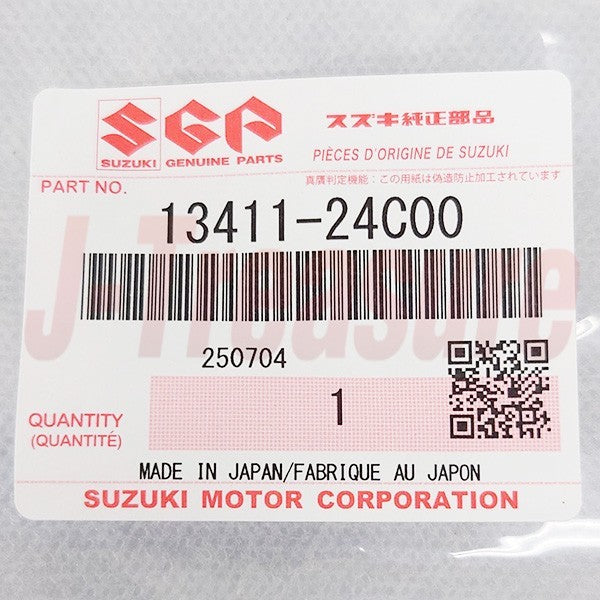 SGP
スズキ純正部品
SUZUKI GENUINE PARTS
PIÈCES D'ORIGINE DE SUZUKI
PART NO.
真贋判定機能:この用紙は偽造防止加工されています
13411-24C00
J-Treasure
250704
QUANTITY
(QUANTITÉ)
1
MADE IN JAPAN/FABRIQUE AU JAPON
SUZUKI MOTOR CORPORATION